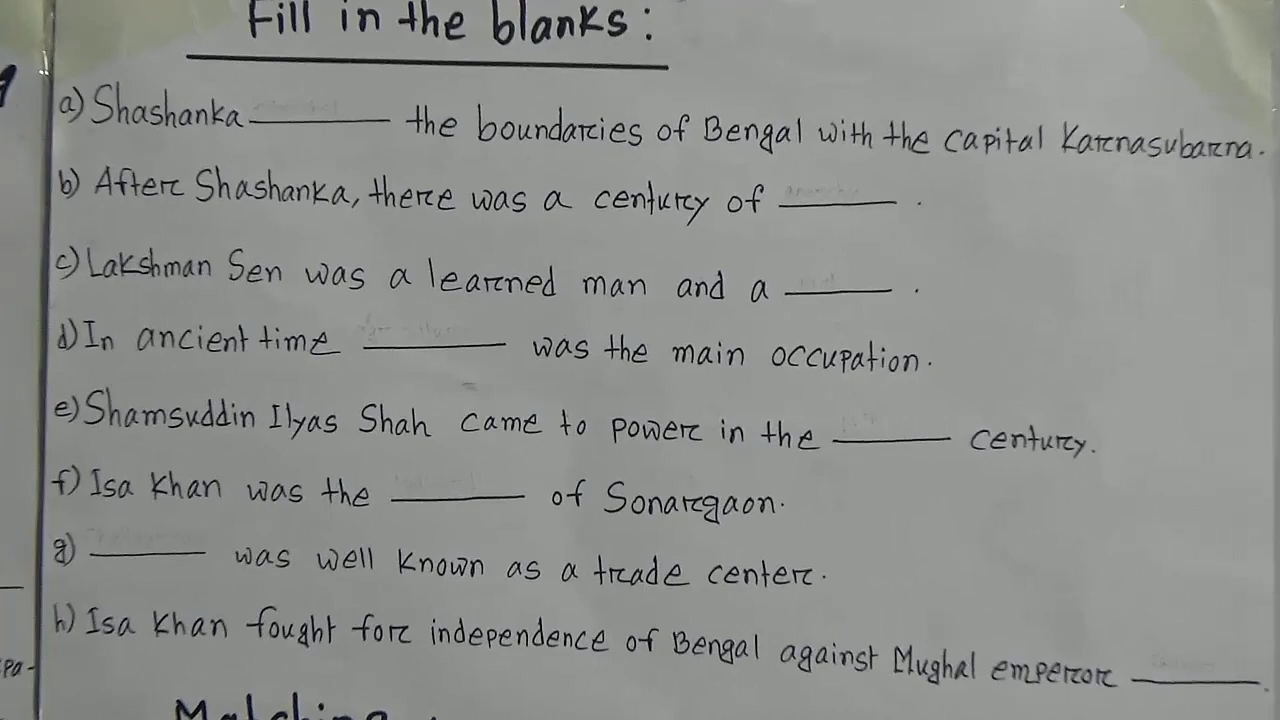 Fill in the blanks:
a) Shashanka ______ the boundaries of Bengal with the capital Karnasubarna.
b) After Shashanka, there was a century of ______ .
c) Lakshman Sen was a learned man and a ______ .
d) In ancient time ______ was the main occupation.
e) Shamsuddin Ilyas Shah came to power in the ______ century.
f) Isa Khan was the ______ of Sonargaon.
g) ______ was well known as a trade center.
h) Isa Khan fought for independence of Bengal against Mughal emperor ______.
pa-